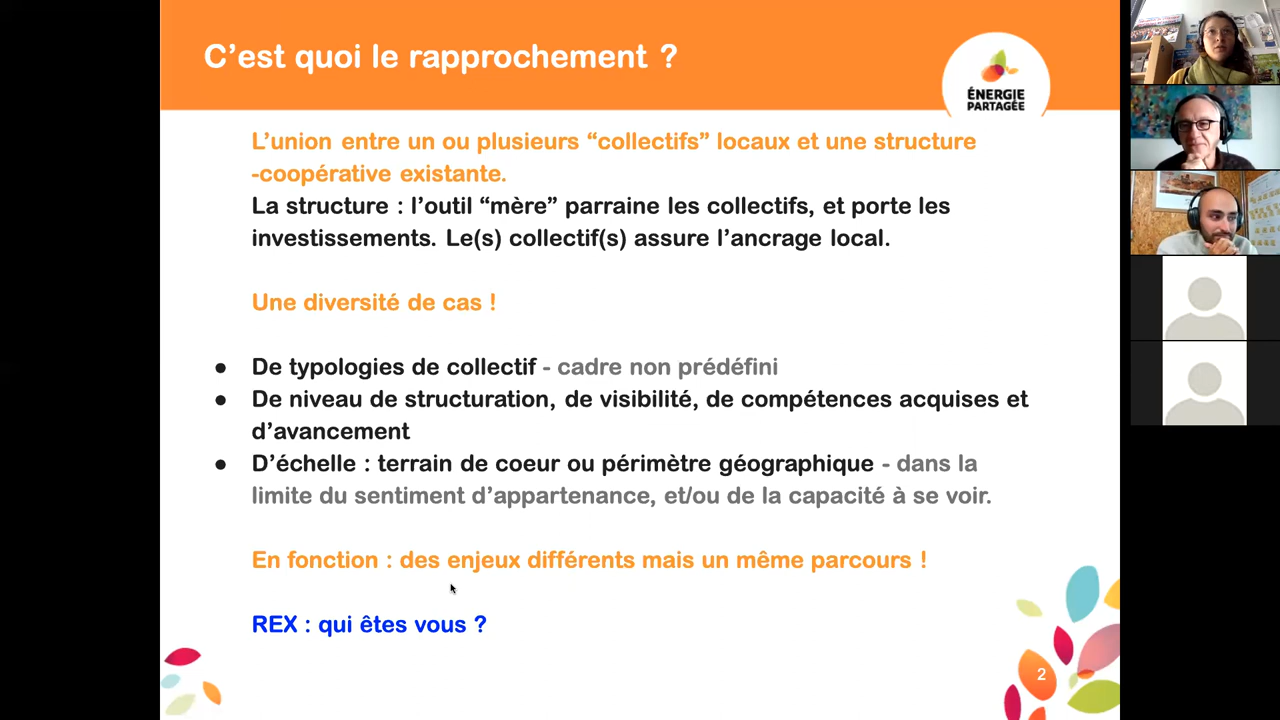 C’est quoi le rapprochement ?
ÉNERGIE
PARTAGÉE
L’union entre un ou plusieurs “collectifs” locaux et une structure
-coopérative existante.
La structure : l’outil “mère” parraine les collectifs, et porte les
investissements. Le(s) collectif(s) assure l’ancrage local.
Une diversité de cas !
● De typologies de collectif - cadre non prédéfini
● De niveau de structuration, de visibilité, de compétences acquises et
d’avancement
● D’échelle : terrain de coeur ou périmètre géographique - dans la
limite du sentiment d’appartenance, et/ou de la capacité à se voir.
En fonction : des enjeux différents mais un même parcours !
REX : qui êtes vous ?
2